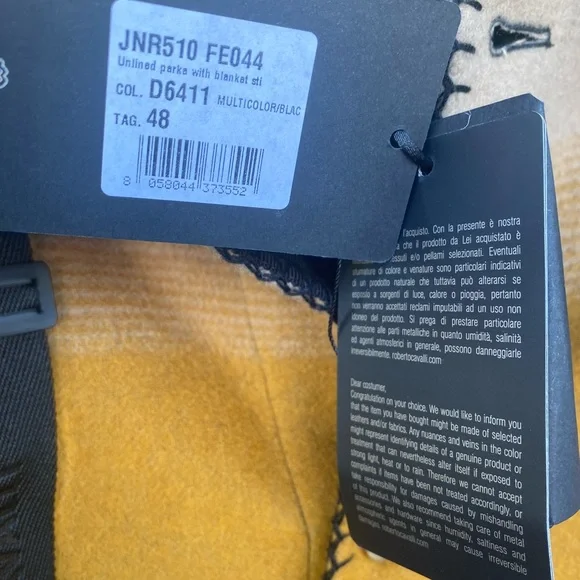 JNR510 FE044
Unlined parka with blanket sti
COL. D6411 MULTICOLOR/BLAC
TAG. 48
8 058044 373552
l'acquisto. Con la presente è nostra
che il prodotto da Lei acquistato è
essuti e/o pellami selezionati. Eventuali
sfumature di colore e venature sono particolari indicativi
di un prodotto naturale che tuttavia può alterarsi se
esposto a sorgenti di luce, calore o pioggia, pertanto
non verranno accettati reclami imputabili ad un uso non
idoneo del prodotto. Si prega di prestare particolare
attenzione alle parti metalliche in quanto umidità, salinità
ed agenti atmosferici in generale, possono danneggiarle
irreversibilmente. robertocavalli.com
Dear costumer,
Congratulation on your choice. We would like to inform you
that the item you have bought might be made of selected
leathers and/or fabrics. Any nuances and veins in the color
might represent identifying details of a genuine product or
treatment that can nevertheless alter itself if exposed to
strong light, heat or to rain. Therefore we cannot accept
complaints if items have been not treated accordingly, or
take responsibility for damages caused by mishandling
of this product. We also recommend taking care of metal
accessories and hardware since humidity, saltiness and
atmospheric agents in general may cause irreversible
damages. robertocavalli.com